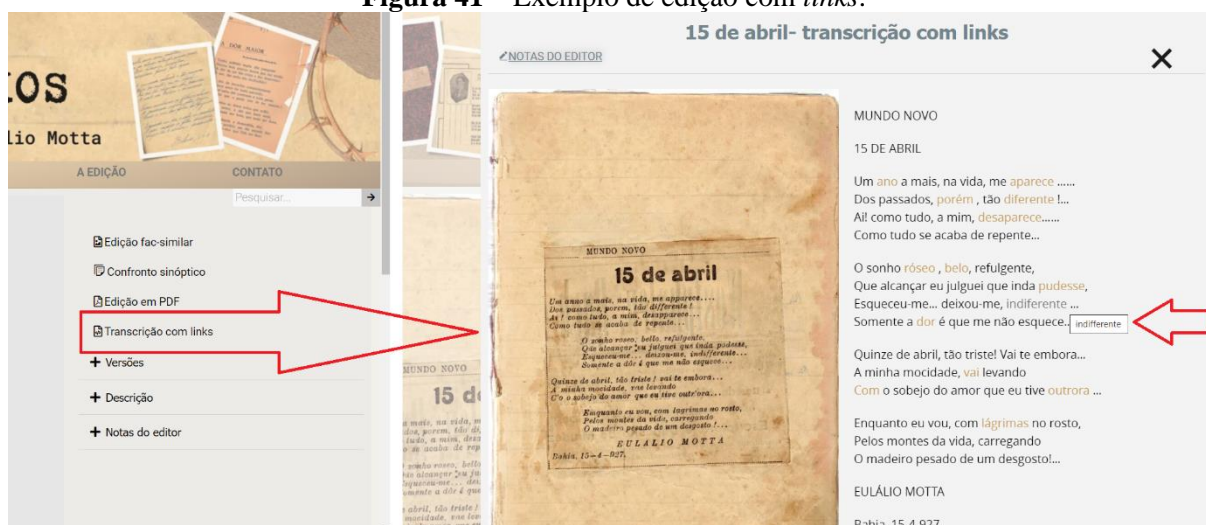 Figura 41 – Exemplo de edição com links.
OS
lio Motta
A EDIÇÃO
CONTATO
Pesquisar...
Edição fac-similar
Confronto sinóptico
Edição em PDF
Transcrição com links
+ Versões
+ Descrição
+ Notas do editor
MUNDO NOVO
15 d
15 de abril- transcrição com links
NOTAS DO EDITOR
MUNDO NOVO
15 de abril
Um anno a mais, na vida, me apparece....
Dos passados, porem, tão differente !
Ai ! como tudo, a mim, desapparece...
Como tudo se acaba de repente...
O sonho roseo, bello, refulgente,
Que alcançar eu julguei que inda podesse,
Esqueceu-me... deixou-me, indifferente...
Somente a dôr é que me não esquece...
Quinze de abril, tão triste ! vai te embora...
A minha mocidade, vae levando
C'o o sobejo do amor que eu tive outr'ora...
Emquanto eu vou, com lagrimas no rosto,
Pelos montes da vida, carregando
O madeiro pesado de um desgosto !...
EULALIO MOTTA
Bahia, 15-4-927.
MUNDO NOVO
15 DE ABRIL
Um ano a mais, na vida, me aparece ......
Dos passados, porém , tão diferente !...
Ai! como tudo, a mim, desaparece......
Como tudo se acaba de repente...
O sonho róseo , belo, refulgente,
Que alcançar eu julguei que inda pudesse,
Esqueceu-me... deixou-me, indiferente ...
Somente a dor é que me não esquece..
indifferente
Quinze de abril, tão triste! Vai te embora...
A minha mocidade, vai levando
Com o sobejo do amor que eu tive outrora ...
Enquanto eu vou, com lágrimas no rosto,
Pelos montes da vida, carregando
O madeiro pesado de um desgosto!...
EULÁLIO MOTTA
Bahia, 15-4-927